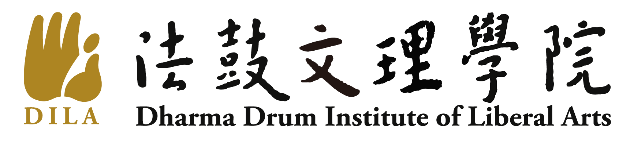 法鼓文理學院
DILA
Dharma Drum Institute of Liberal Arts